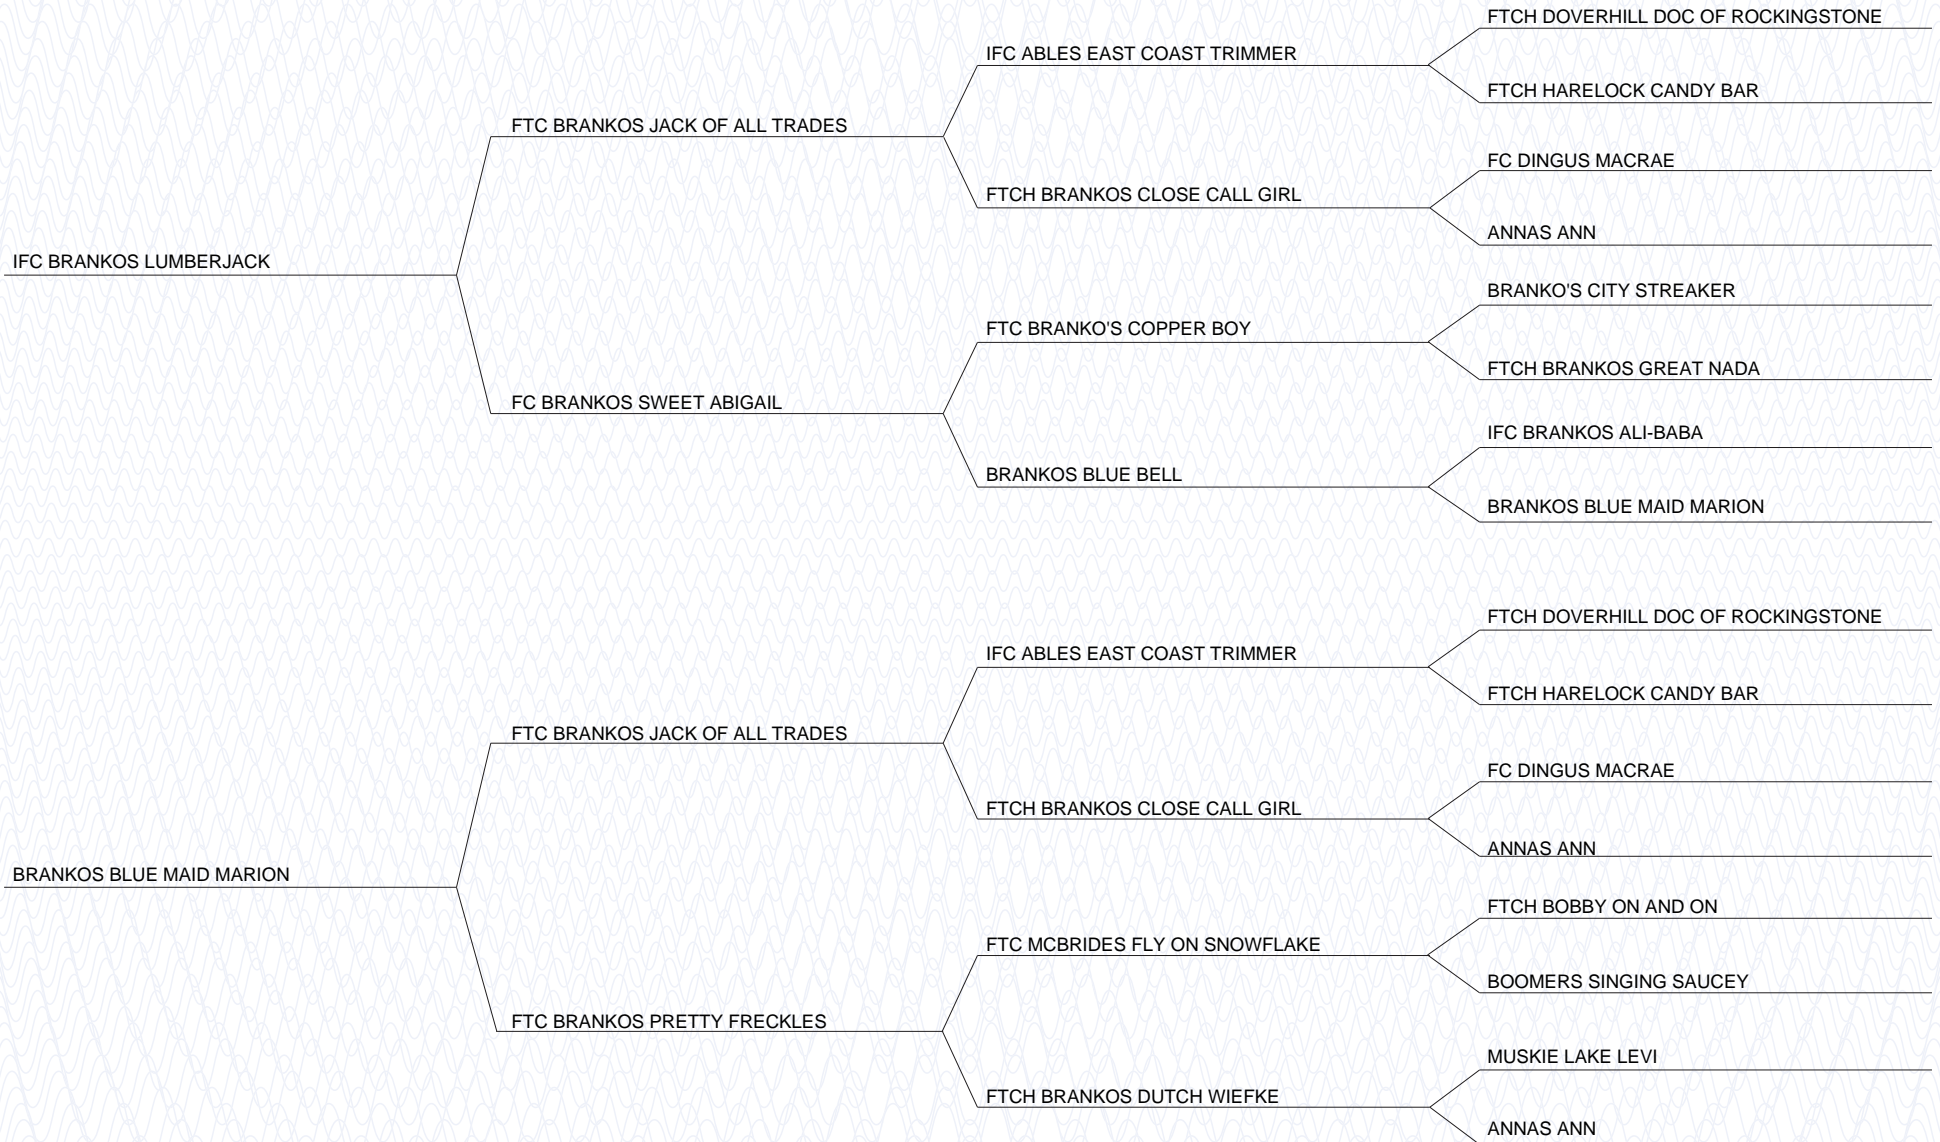 FTCH DOVERHILL DOC OF ROCKINGSTONE
IFC ABLES EAST COAST TRIMMER
FTCH HARELOCK CANDY BAR
FTC BRANKOS JACK OF ALL TRADES
FC DINGUS MACRAE
FTCH BRANKOS CLOSE CALL GIRL
ANNAS ANN
IFC BRANKOS LUMBERJACK
BRANKO'S CITY STREAKER
FTC BRANKO'S COPPER BOY
FTCH BRANKOS GREAT NADA
FC BRANKOS SWEET ABIGAIL
IFC BRANKOS ALI-BABA
BRANKOS BLUE BELL
BRANKOS BLUE MAID MARION
FTCH DOVERHILL DOC OF ROCKINGSTONE
IFC ABLES EAST COAST TRIMMER
FTCH HARELOCK CANDY BAR
FTC BRANKOS JACK OF ALL TRADES
FC DINGUS MACRAE
FTCH BRANKOS CLOSE CALL GIRL
ANNAS ANN
BRANKOS BLUE MAID MARION
FTCH BOBBY ON AND ON
FTC MCBRIDES FLY ON SNOWFLAKE
BOOMERS SINGING SAUCEY
FTC BRANKOS PRETTY FRECKLES
MUSKIE LAKE LEVI
FTCH BRANKOS DUTCH WIEFKE
ANNAS ANN